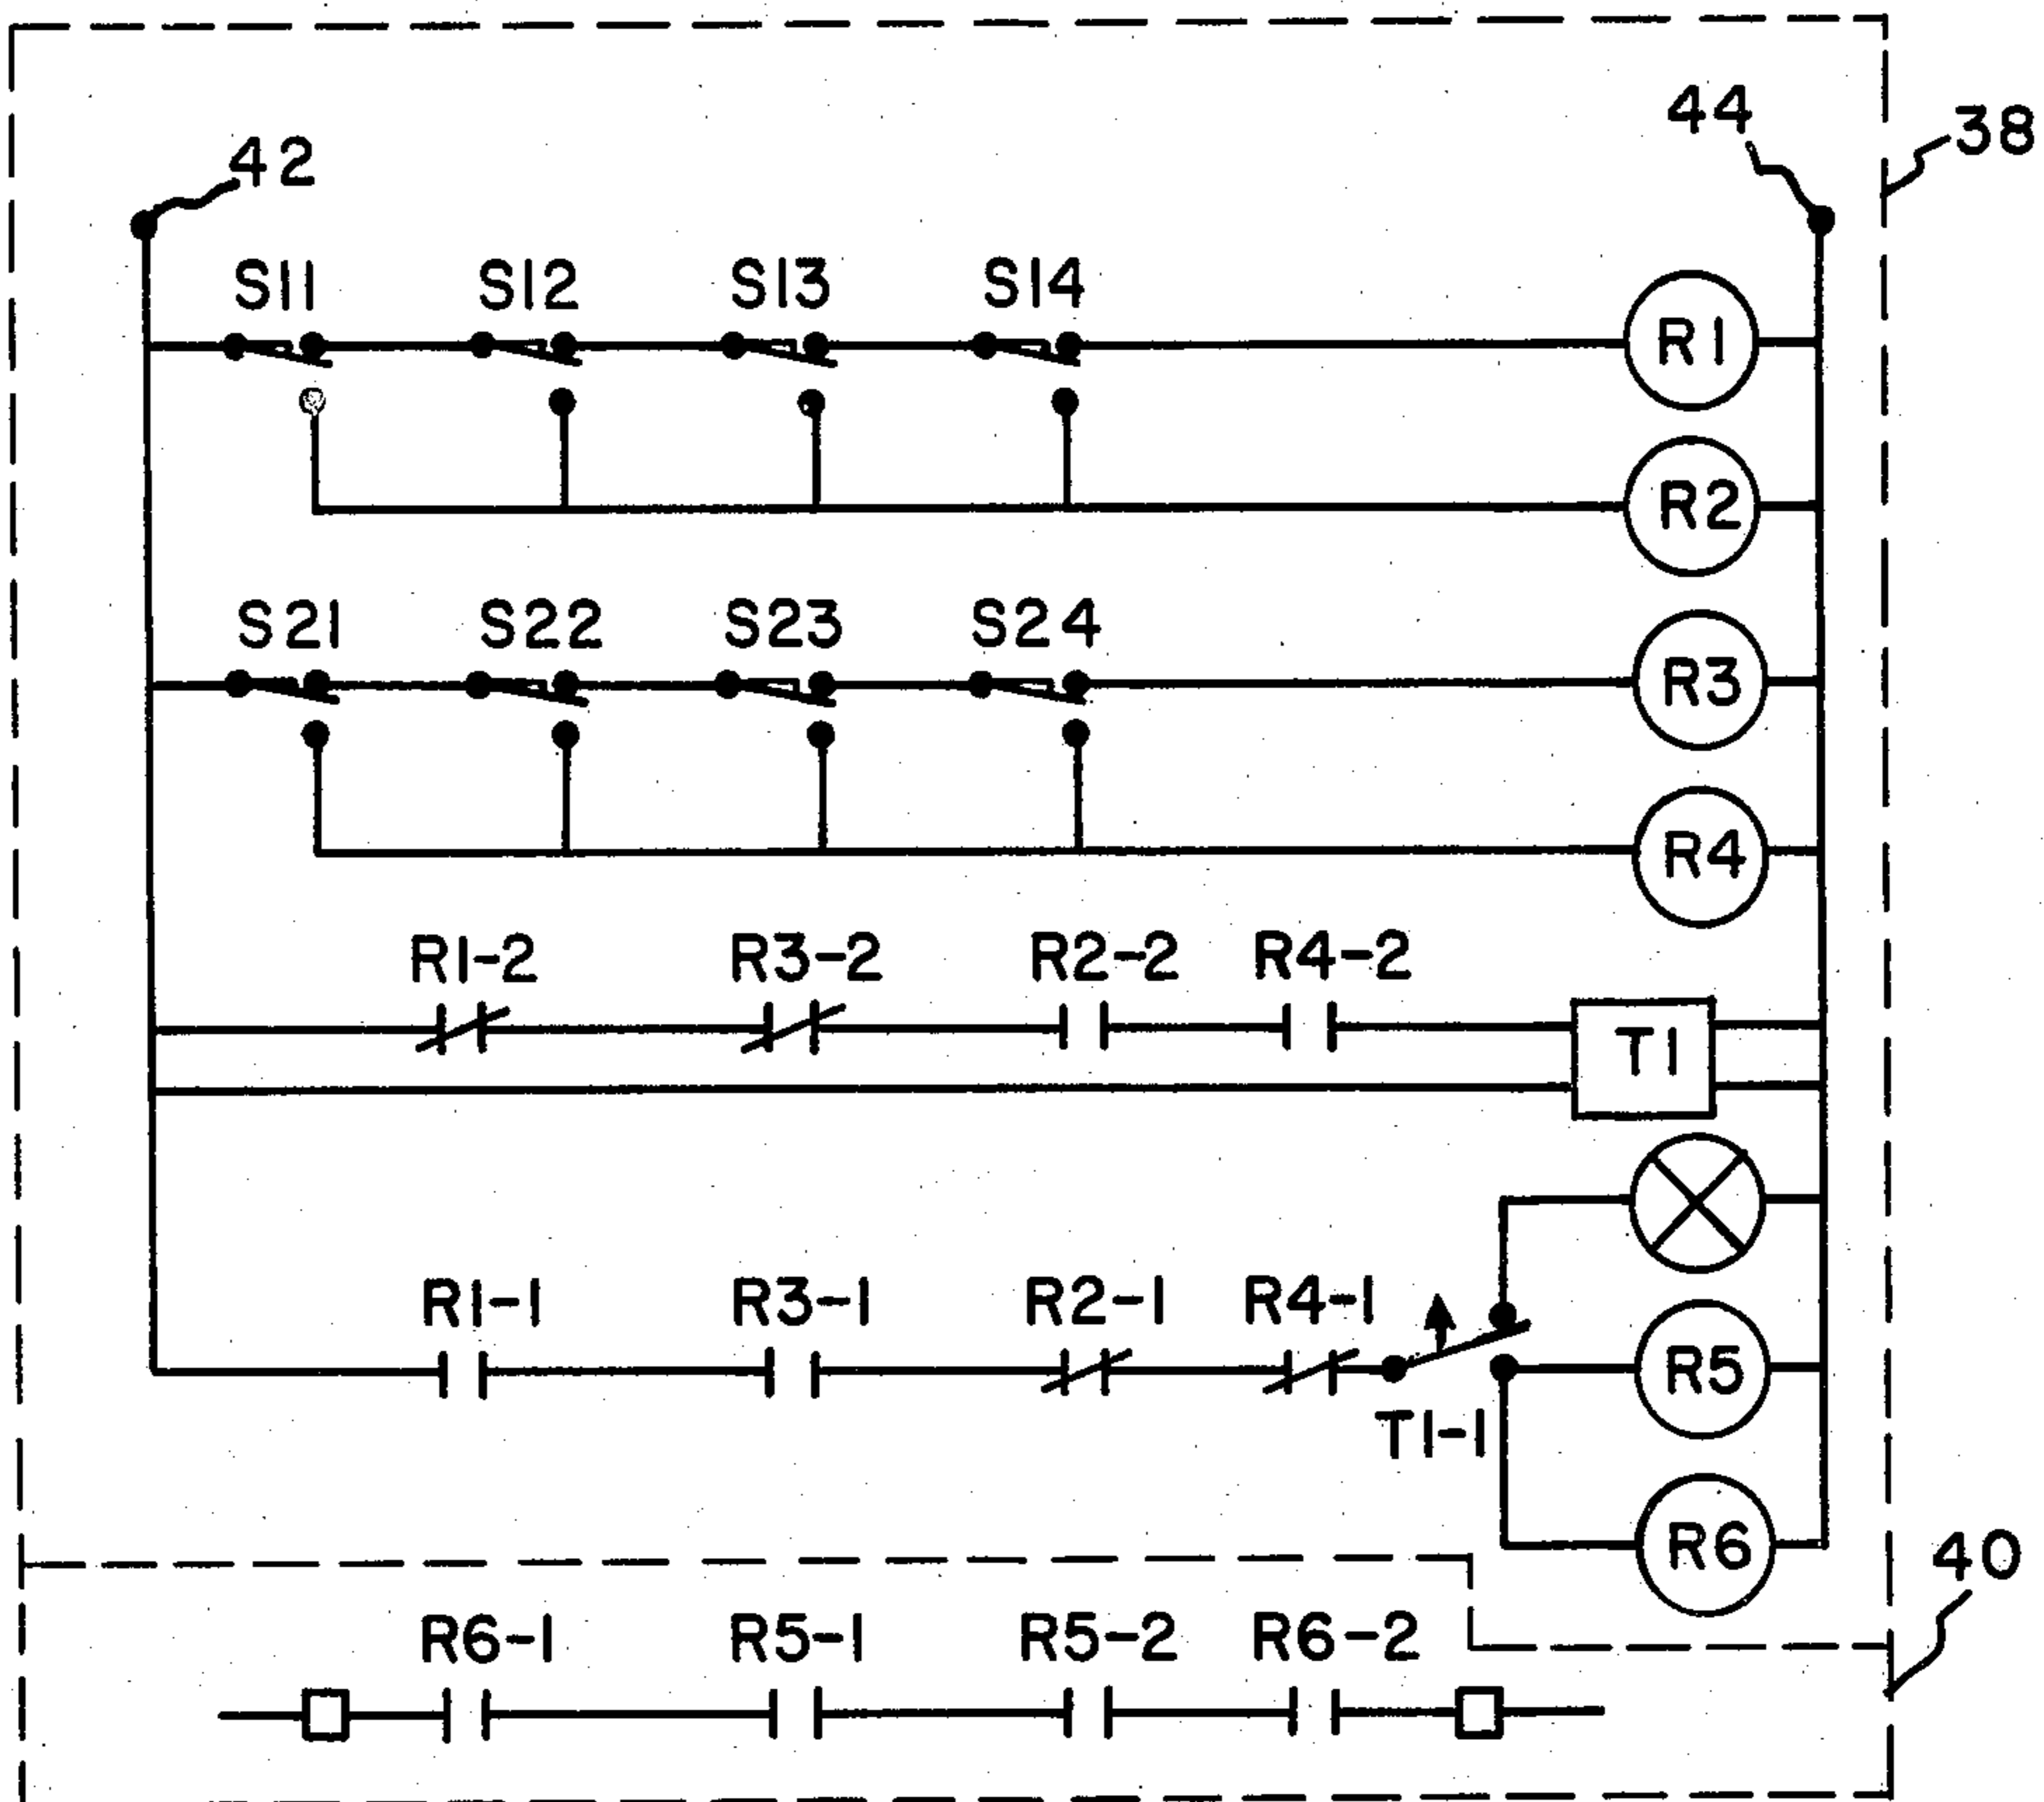 44
38
42
S11 S12 S13 S14
R1
R2
S21 S22 S23 S24
R3
R4
R1-2 R3-2 R2-2 R4-2
T1
R1-1 R3-1 R2-1 R4-1
R5
T1-1
R6
40
R6-1 R5-1 R5-2 R6-2